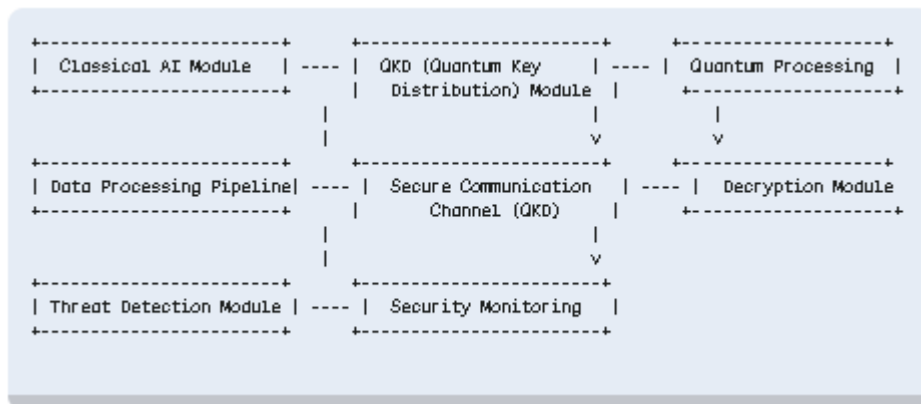 +------------------------+       +------------------------+       +--------------------+
|   Classical AI Module    | ---- |  QKD (Quantum Key      | ---- |  Quantum Processing  |
+------------------------+       |    Distribution) Module   |       +--------------------+
|                          |            |
|                          v            v
+------------------------+       +------------------------+       +--------------------+
| Data Processing Pipeline|  ---- |   Secure Communication    | ---- |    Decryption Module
+------------------------+       |        Channel (QKD)      |       +--------------------+
|                          |
|                          v
+------------------------+       +------------------------+
| Threat Detection Module | ---- |   Security Monitoring   |
+------------------------+       +------------------------+